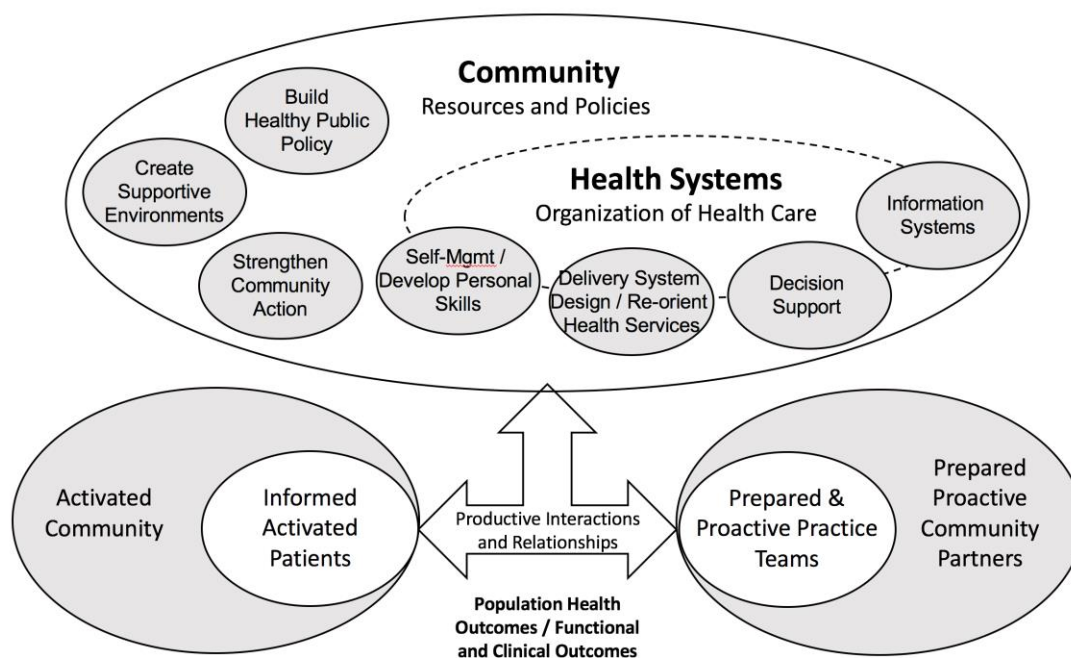 Community
Resources and Policies
Build
Healthy Public
Policy
Create
Supportive
Environments
Strengthen
Community
Action
Health Systems
Organization of Health Care
Self-Mgmt /
Develop Personal
Skills
Delivery System
Design / Re-orient
Health Services
Decision
Support
Information
Systems
Activated
Community
Informed
Activated
Patients
Productive Interactions
and Relationships
Prepared &
Proactive Practice
Teams
Prepared
Proactive
Community
Partners
Population Health
Outcomes / Functional
and Clinical Outcomes